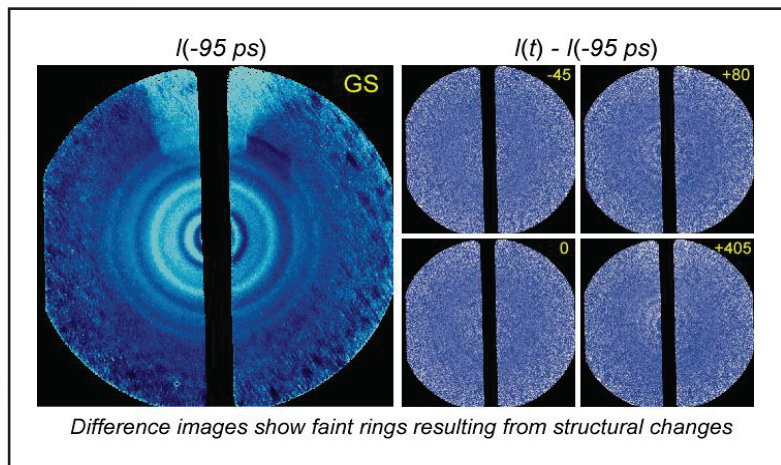 I(-95 ps)
I(t) - I(-95 ps)
GS
-45
+80
0
+405
Difference images show faint rings resulting from structural changes